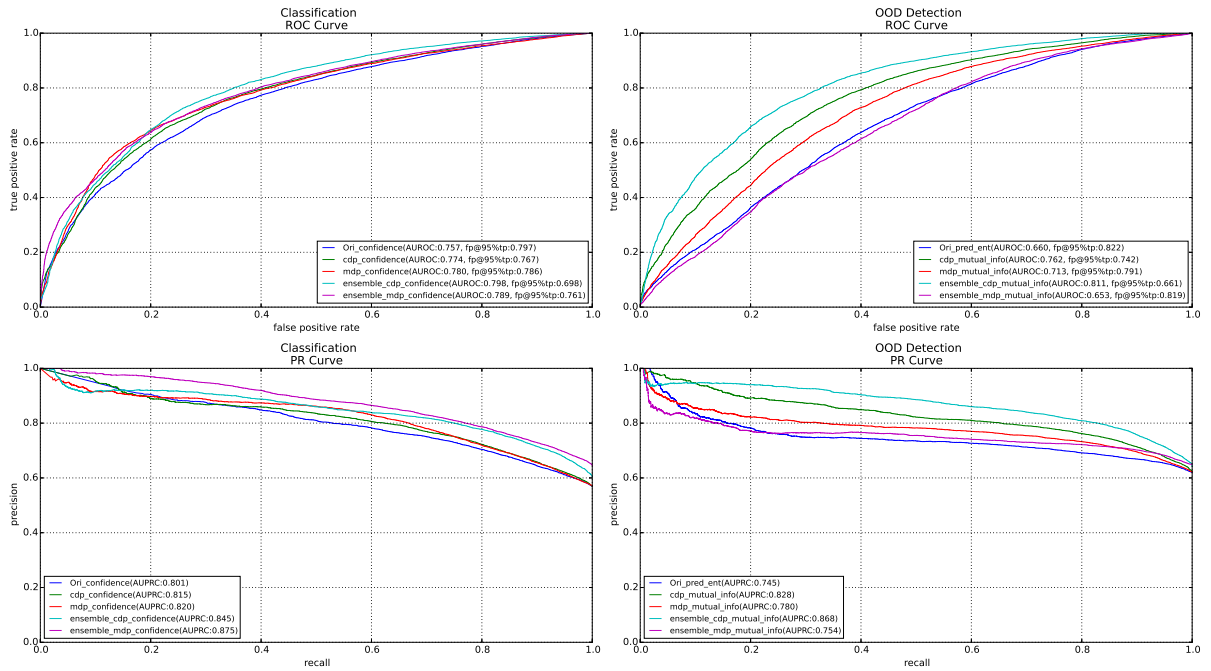 Classification
ROC Curve
1.0
0.8
0.6
0.4
0.2
0.0
true positive rate
0.0 0.2 0.4 0.6 0.8 1.0
false positive rate
Ori_confidence(AUROC:0.757, fp@95%tp:0.797)
cdp_confidence(AUROC:0.774, fp@95%tp:0.767)
mdp_confidence(AUROC:0.780, fp@95%tp:0.786)
ensemble_cdp_confidence(AUROC:0.798, fp@95%tp:0.698)
ensemble_mdp_confidence(AUROC:0.789, fp@95%tp:0.761)
OOD Detection
ROC Curve
1.0
0.8
0.6
0.4
0.2
0.0
true positive rate
0.0 0.2 0.4 0.6 0.8 1.0
false positive rate
Ori_pred_ent(AUROC:0.660, fp@95%tp:0.822)
cdp_mutual_info(AUROC:0.762, fp@95%tp:0.742)
mdp_mutual_info(AUROC:0.713, fp@95%tp:0.791)
ensemble_cdp_mutual_info(AUROC:0.811, fp@95%tp:0.661)
ensemble_mdp_mutual_info(AUROC:0.653, fp@95%tp:0.819)
Classification
PR Curve
1.0
0.8
0.6
0.4
0.2
0.0
precision
0.0 0.2 0.4 0.6 0.8 1.0
recall
Ori_confidence(AUPRC:0.801)
cdp_confidence(AUPRC:0.815)
mdp_confidence(AUPRC:0.820)
ensemble_cdp_confidence(AUPRC:0.845)
ensemble_mdp_confidence(AUPRC:0.875)
OOD Detection
PR Curve
1.0
0.8
0.6
0.4
0.2
0.0
precision
0.0 0.2 0.4 0.6 0.8 1.0
recall
Ori_pred_ent(AUPRC:0.745)
cdp_mutual_info(AUPRC:0.828)
mdp_mutual_info(AUPRC:0.780)
ensemble_cdp_mutual_info(AUPRC:0.868)
ensemble_mdp_mutual_info(AUPRC:0.754)